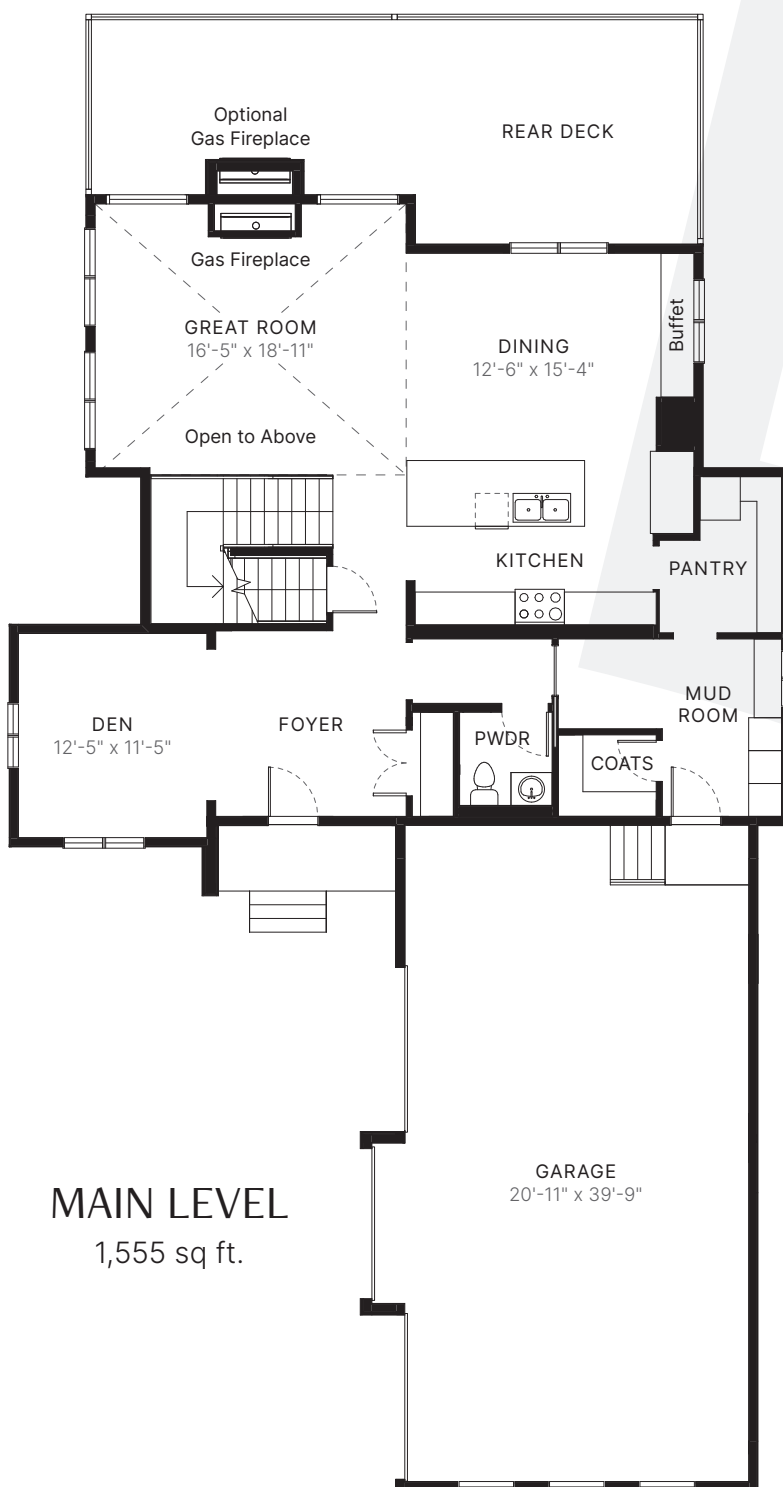 Optional
Gas Fireplace
REAR DECK
Gas Fireplace
GREAT ROOM
16'-5" x 18'-11"
Open to Above
DINING
12'-6" x 15'-4"
Buffet
KITCHEN
PANTRY
DEN
12'-5" x 11'-5"
FOYER
PWDR
COATS
MUD
ROOM
GARAGE
20'-11" x 39'-9"
MAIN LEVEL
1,555 sq ft.